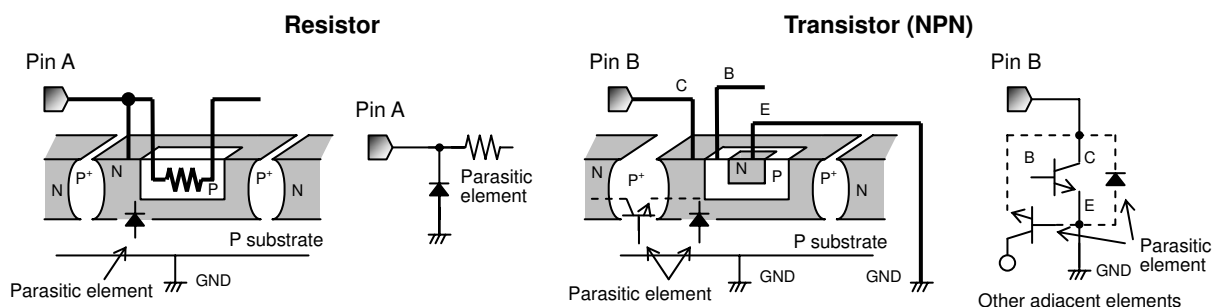 Resistor
Transistor (NPN)
Pin A
Pin A
N
P+
N
P
P+
N
Parasitic
element
P substrate
GND
Parasitic element
Pin B
C
B
E
N
P+
N
P
P+
N
P substrate
GND
GND
Parasitic element
Pin B
B
C
E
GND
Parasitic
element
Other adjacent elements